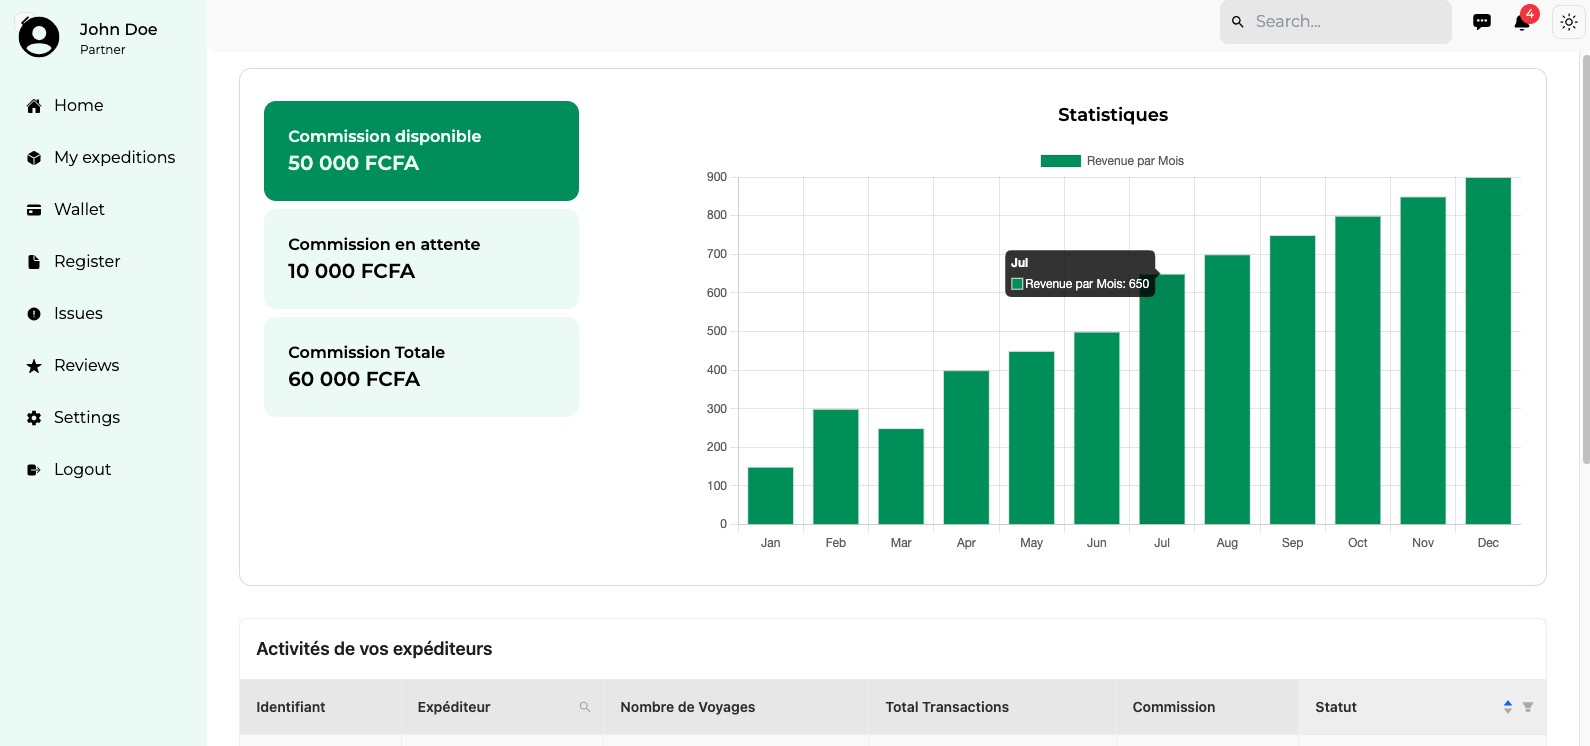 John Doe
Partner
Home
My expeditions
Wallet
Register
Issues
Reviews
Settings
Logout
Search...
4
Commission disponible
50 000 FCFA
Commission en attente
10 000 FCFA
Commission Totale
60 000 FCFA
Statistiques
Revenue par Mois
900
800
700
600
500
400
300
200
100
0
Jul
Revenue par Mois: 650
Jan Feb Mar Apr May Jun Jul Aug Sep Oct Nov Dec
Activités de vos expéditeurs
Identifiant Expéditeur Nombre de Voyages Total Transactions Commission Statut